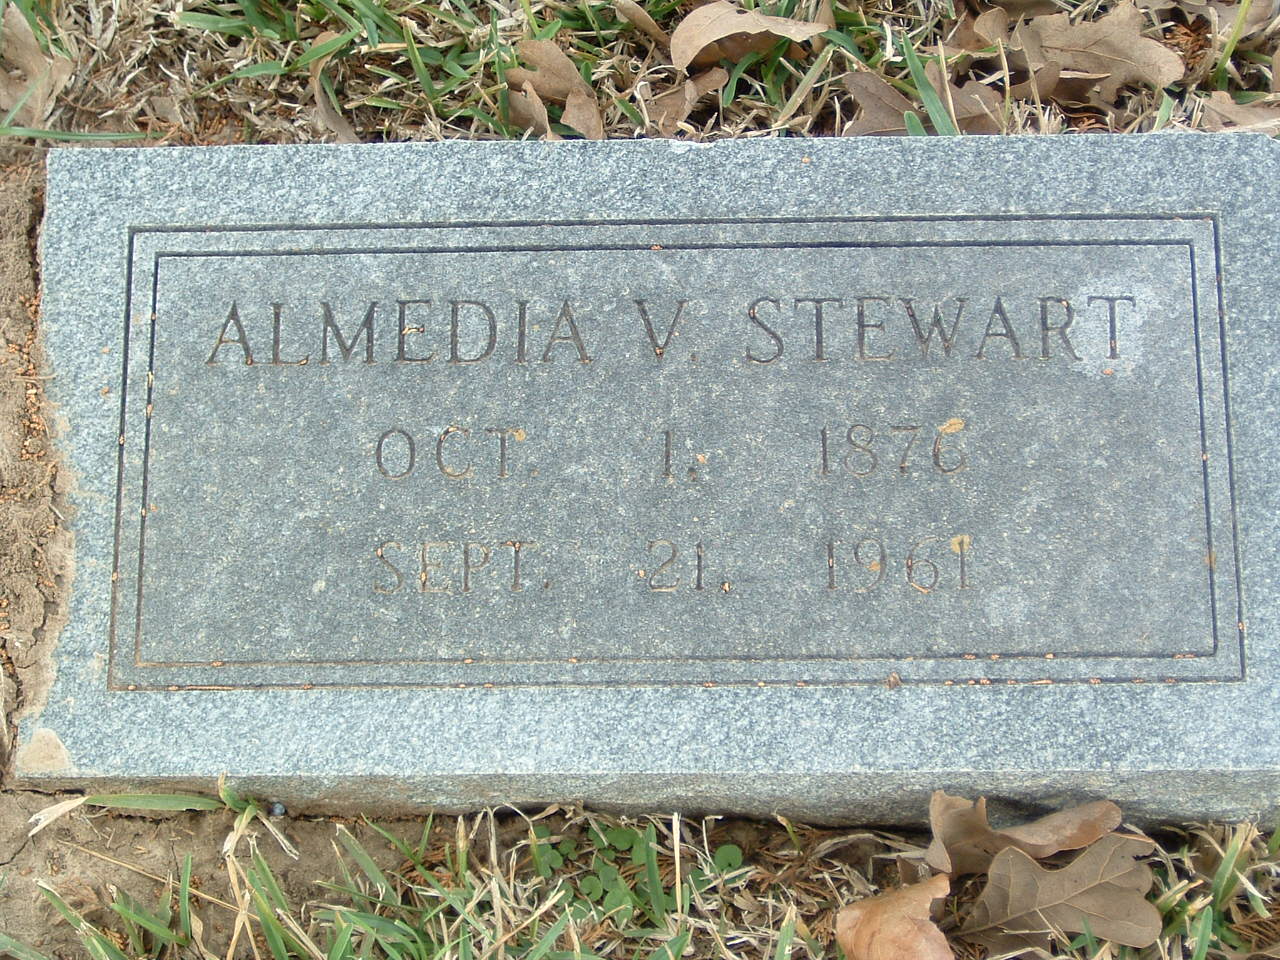 ALMEDIA V. STEWART
OCT. 1, 1876
SEPT. 21, 1961